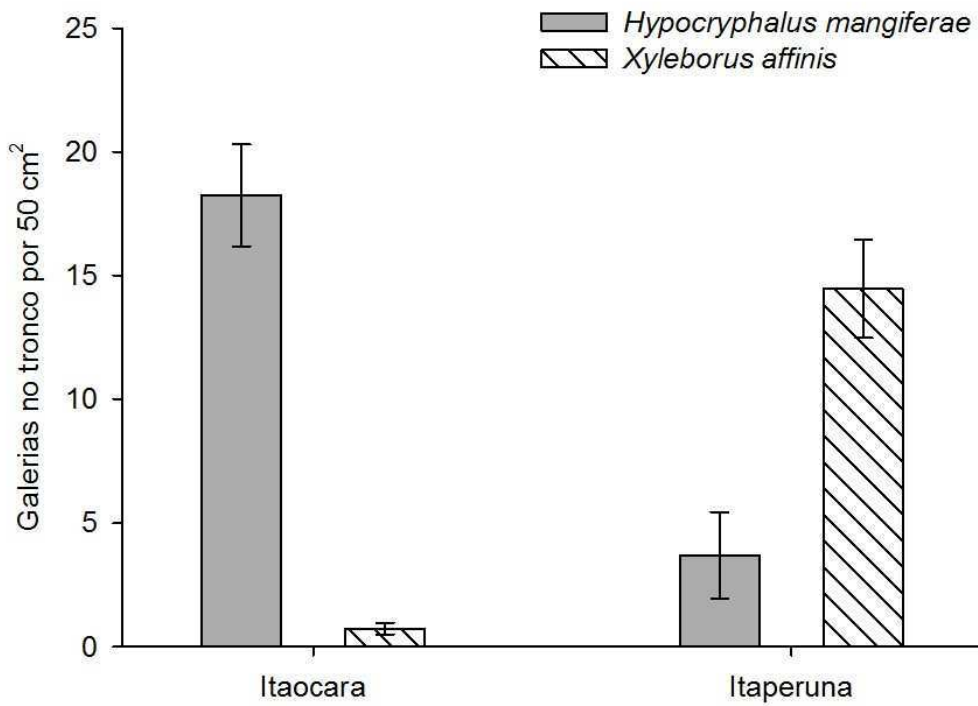 Hypocryphalus mangiferae
Xyleborus affinis
Galerias no tronco por 50 cm²
25
20
15
10
5
0
Itaocara
Itaperuna